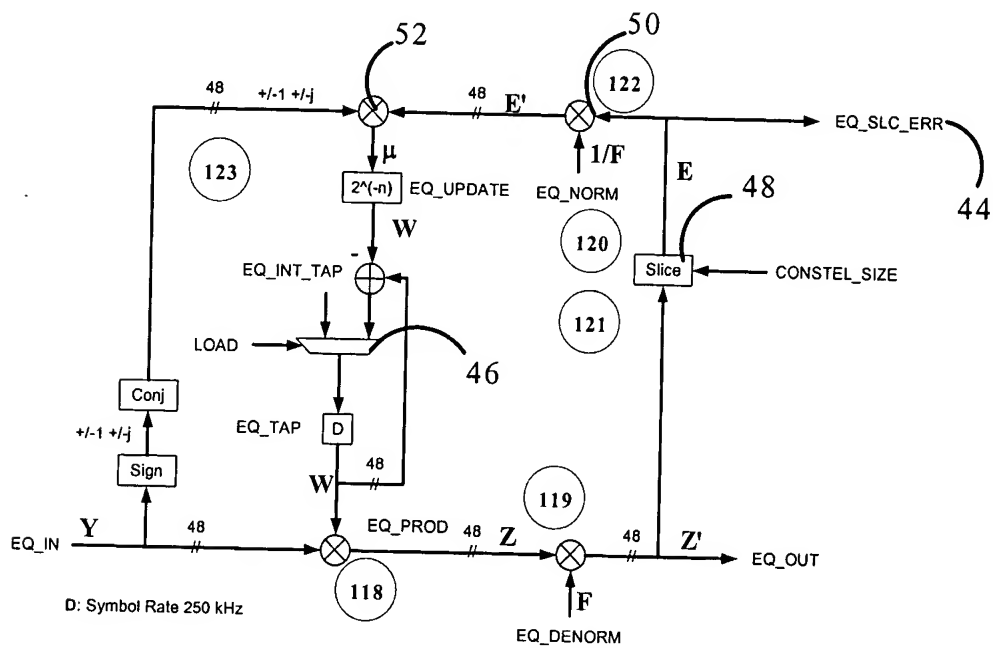 52
50
122
48
+/-1 +/-j
48
E'
EQ_SLC_ERR
123
μ
1/F
E
48
44
2^(-n)
EQ_UPDATE
EQ_NORM
W
120
-
EQ_INT_TAP
Slice
CONSTEL_SIZE
121
LOAD
46
Conj
EQ_TAP
D
+/-1 +/-j
Sign
W
48
119
Y
EQ_PROD
EQ_IN
48
48
Z
48
Z'
EQ_OUT
118
F
D: Symbol Rate 250 kHz
EQ_DENORM